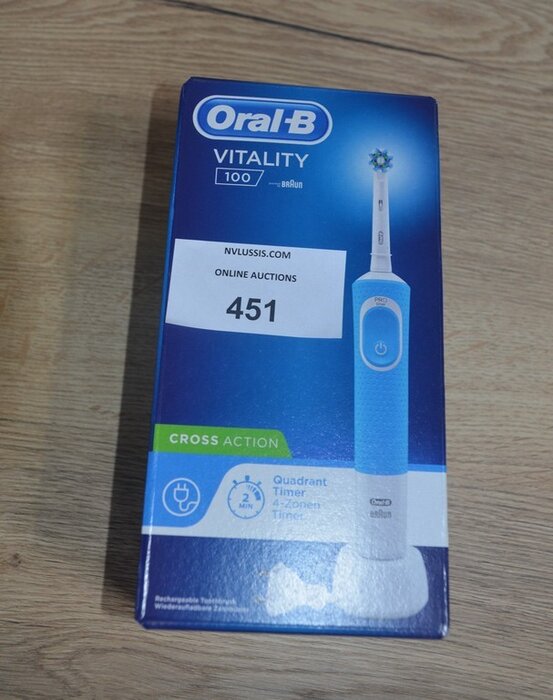 Oral-B
VITALITY
100
BRAUN
NVLUSSIS.COM
ONLINE AUCTIONS
451
PRO
CROSS ACTION
2
MIN
Quadrant
Timer
4-Zonen
Timer
Oral-B
BRAUN
Rechargeable Toothbrush
Wiederaufladbare Zahnbürste